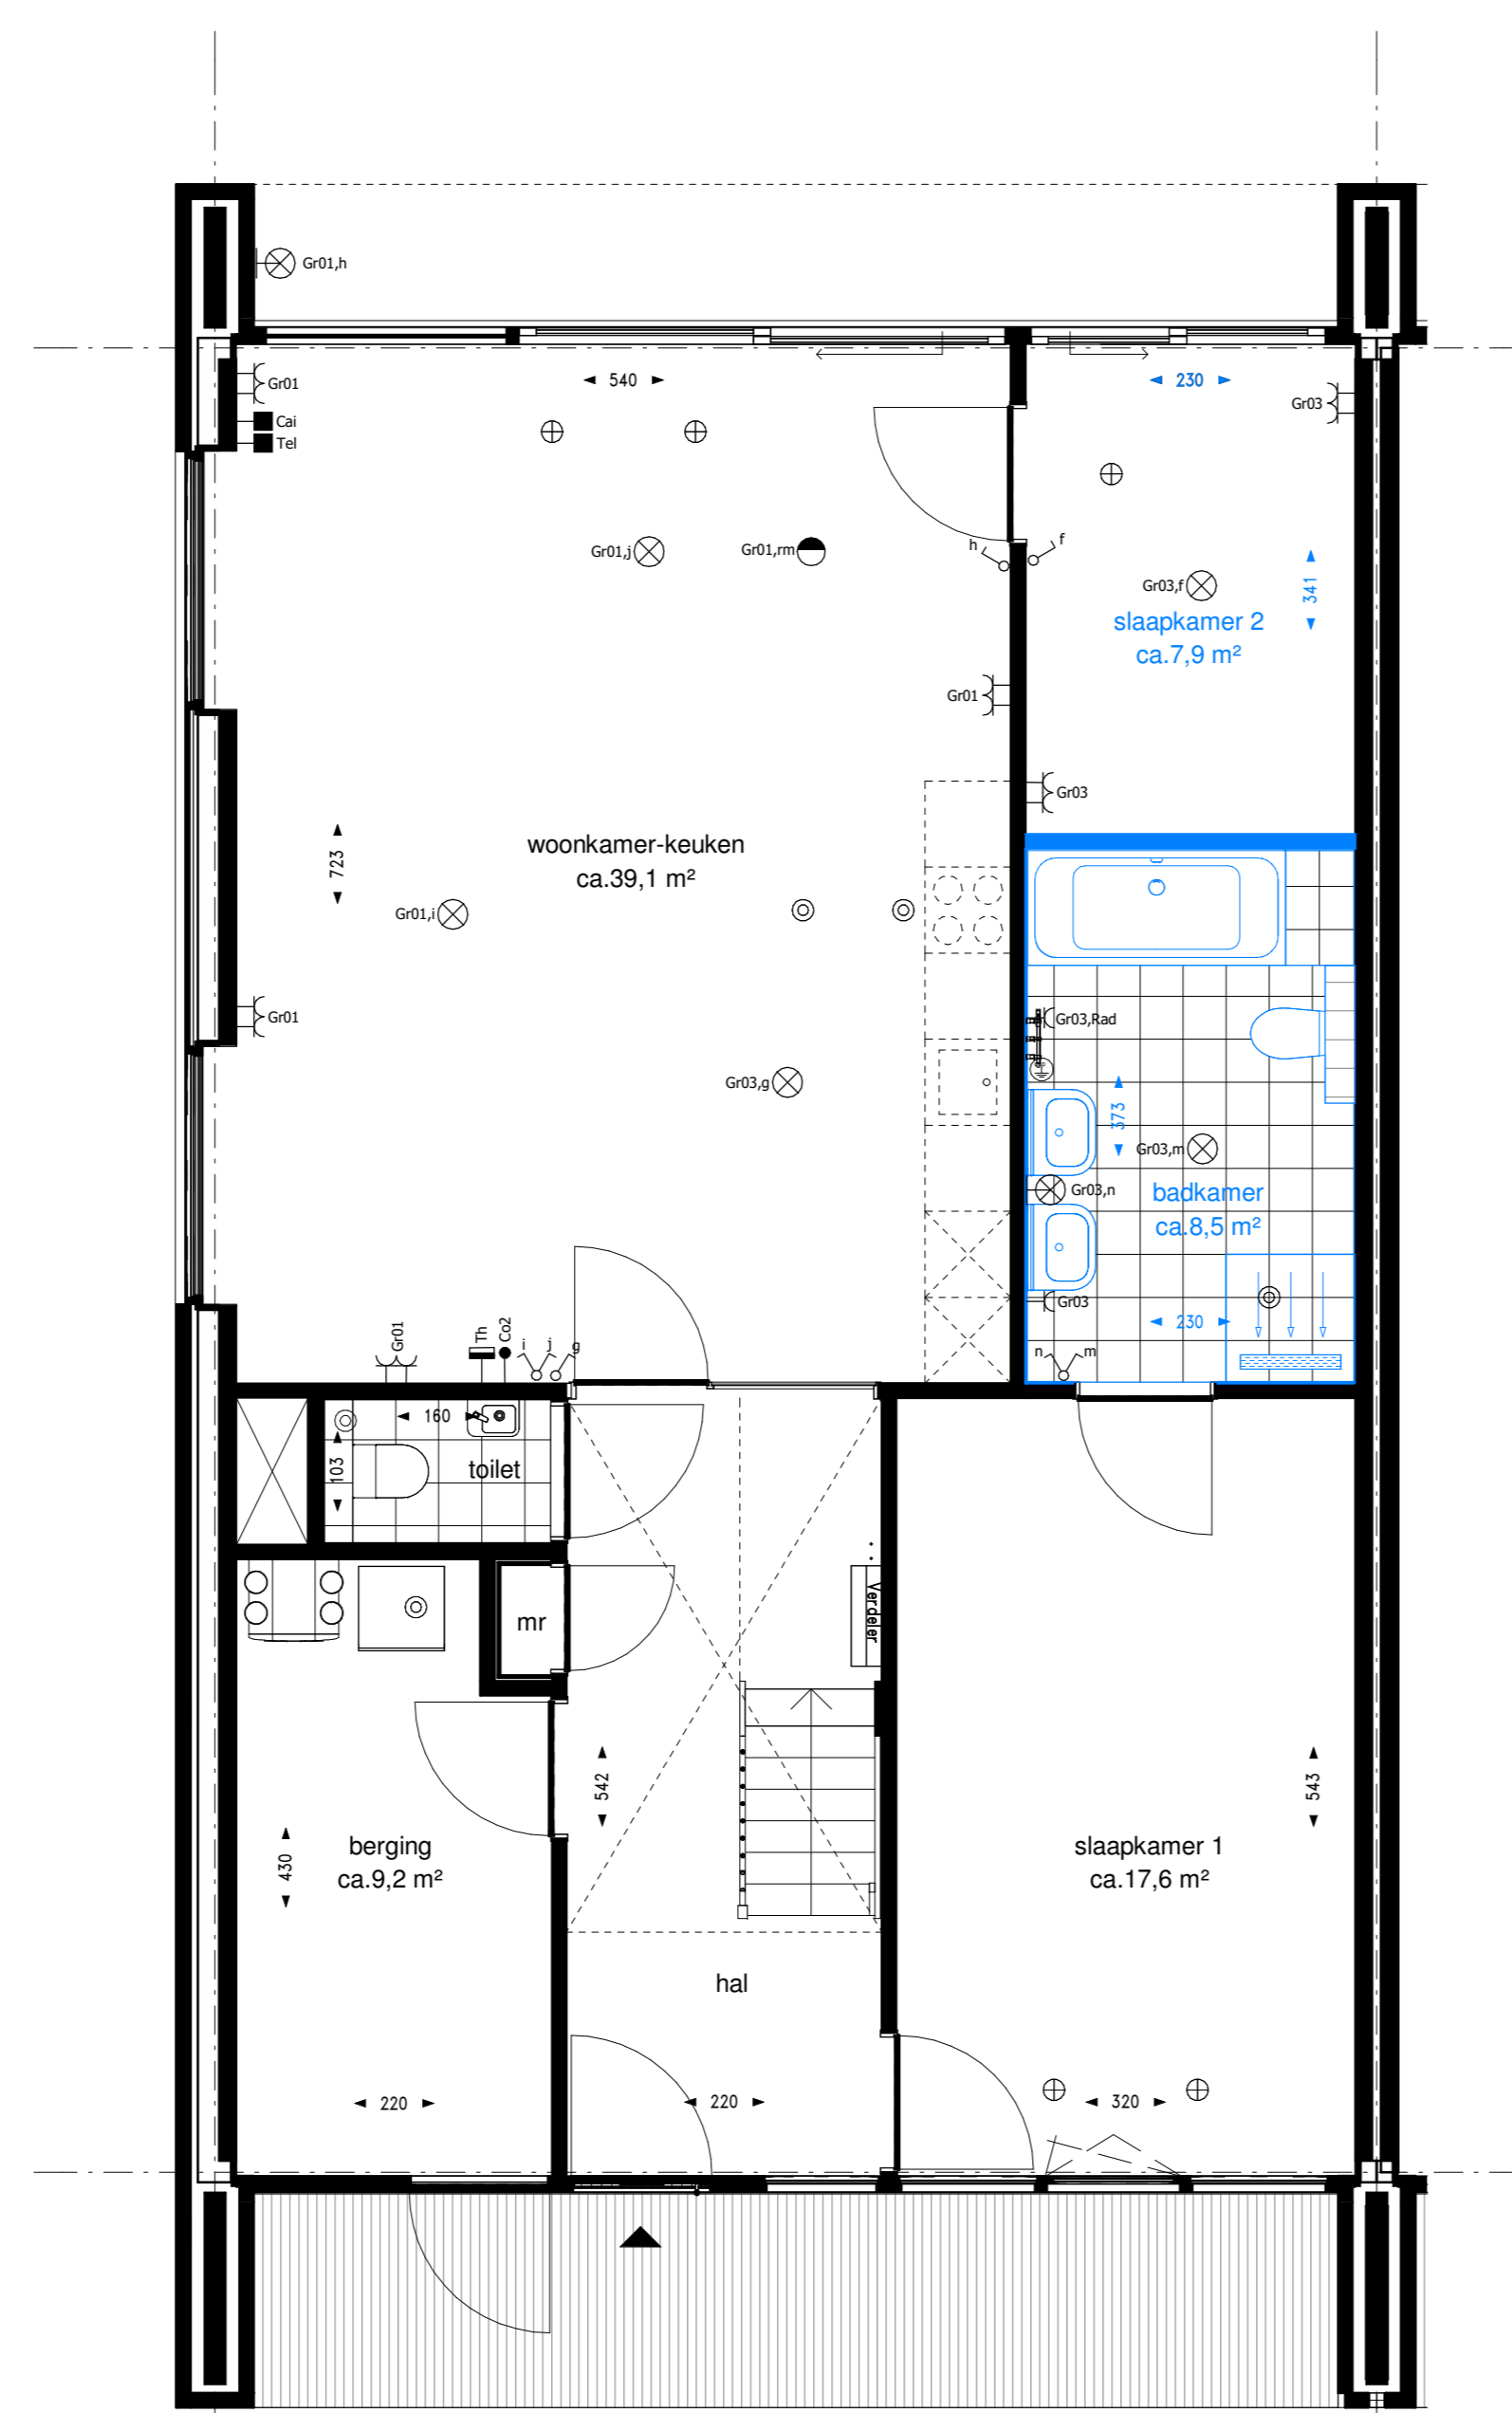 Gr01,h
Gr01
540
230
Gr03
Cai
Tel
Gr01,j
Gr01,rm
h
f
Gr03,f
341
slaapkamer 2
ca.7,9 m²
Gr01
Gr03
woonkamer-keuken
ca.39,1 m²
723
Gr01,i
Gr01
Gr03,Rad
Gr03,g
373
Gr03,m
Gr03,n
badkamer
ca.8,5 m²
Gr03
230
Gr01
Th
Co2
i
j
g
n
m
160
103
toilet
mr
Verdeler
542
543
berging
ca.9,2 m²
430
slaapkamer 1
ca.17,6 m²
hal
220
220
320